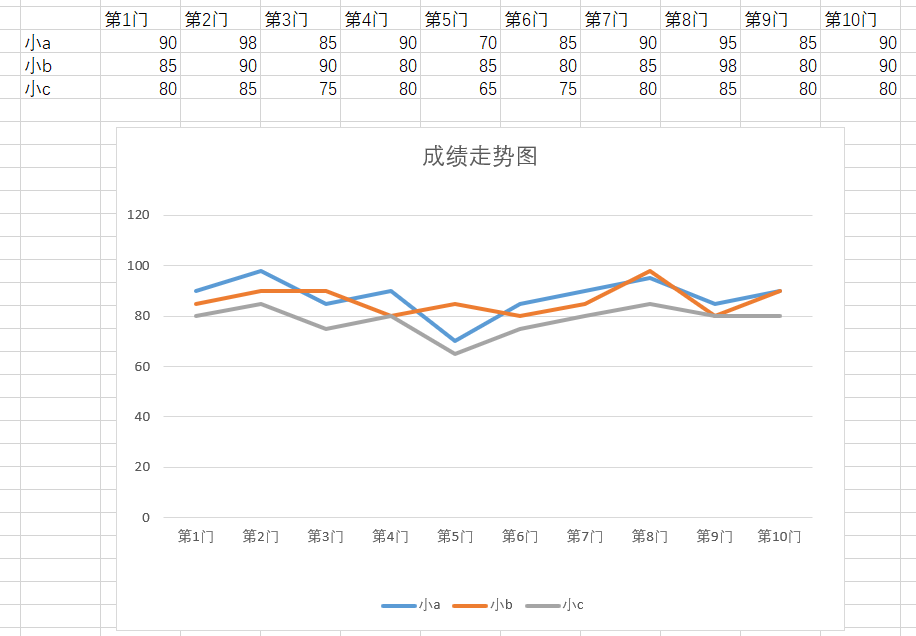 第1门 第2门 第3门 第4门 第5门 第6门 第7门 第8门 第9门 第10门
小a 90 98 85 90 70 85 90 95 85 90
小b 85 90 90 80 85 80 85 98 80 90
小c 80 85 75 80 65 75 80 85 80 80
成绩走势图
120
100
80
60
40
20
0
第1门 第2门 第3门 第4门 第5门 第6门 第7门 第8门 第9门 第10门
小a 小b 小c